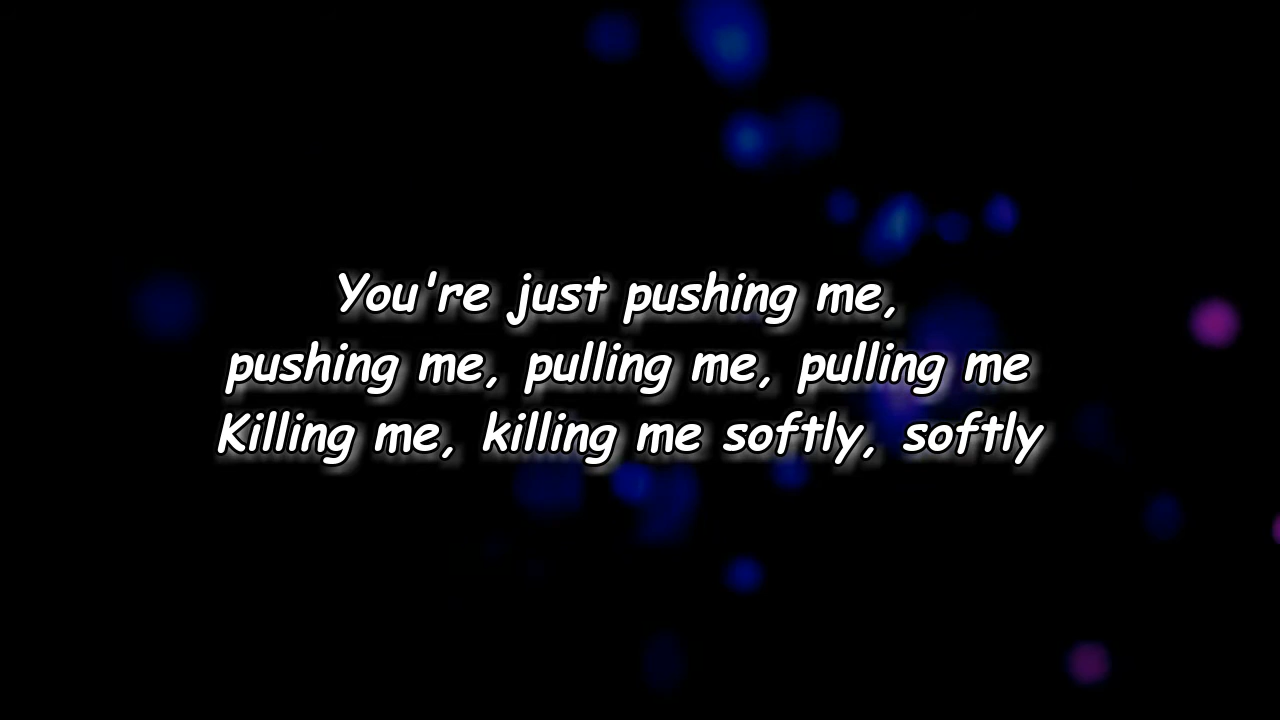 You're just pushing me,
pushing me, pulling me, pulling me
Killing me, killing me softly, softly